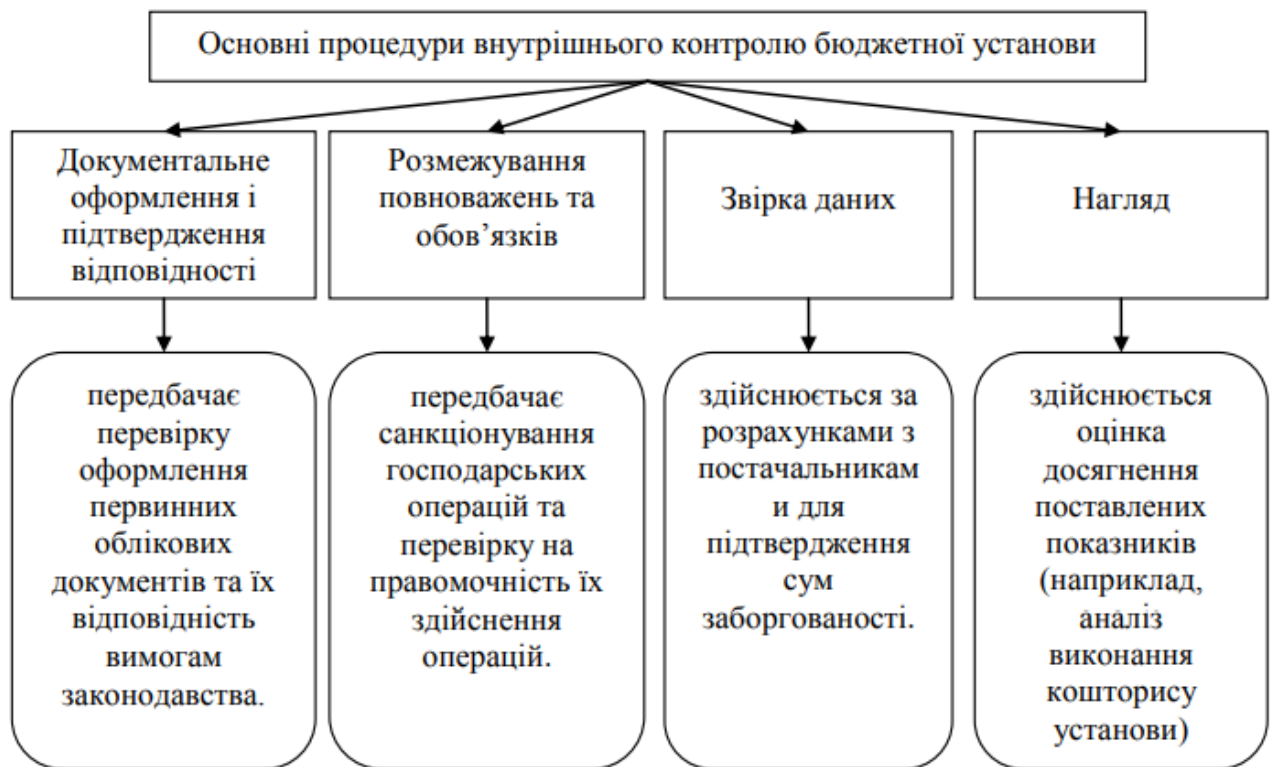 Основні процедури внутрішнього контролю бюджетної установи
Документальне
оформлення і
підтвердження
відповідності
Розмежування
повноважень та
обов’язків
Звірка даних
Нагляд
передбачає
перевірку
оформлення
первинних
облікових
документів та їх
відповідність
вимогам
законодавства.
передбачає
санкціонування
господарських
операцій та
перевірку на
правомочність їх
здійснення
операцій.
здійснюється за
розрахунками з
постачальникам
и для
підтвердження
сум
заборгованості.
здійснюється
оцінка
досягнення
поставлених
показників
(наприклад,
аналіз
виконання
кошторису
установи)